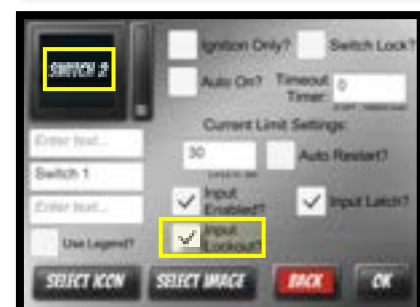 Ignition Only?
Switch Lock?
SWITCH 2
Auto On?
Timeout
Timer:
0
Current Limit Settings:
Enter text...
30
Auto Restart?
Switch 1
Input
Enabled?
Input Latch?
Enter text...
Input
Lockout?
Use Legend?
SELECT ICON
SELECT IMAGE
BACK
OK